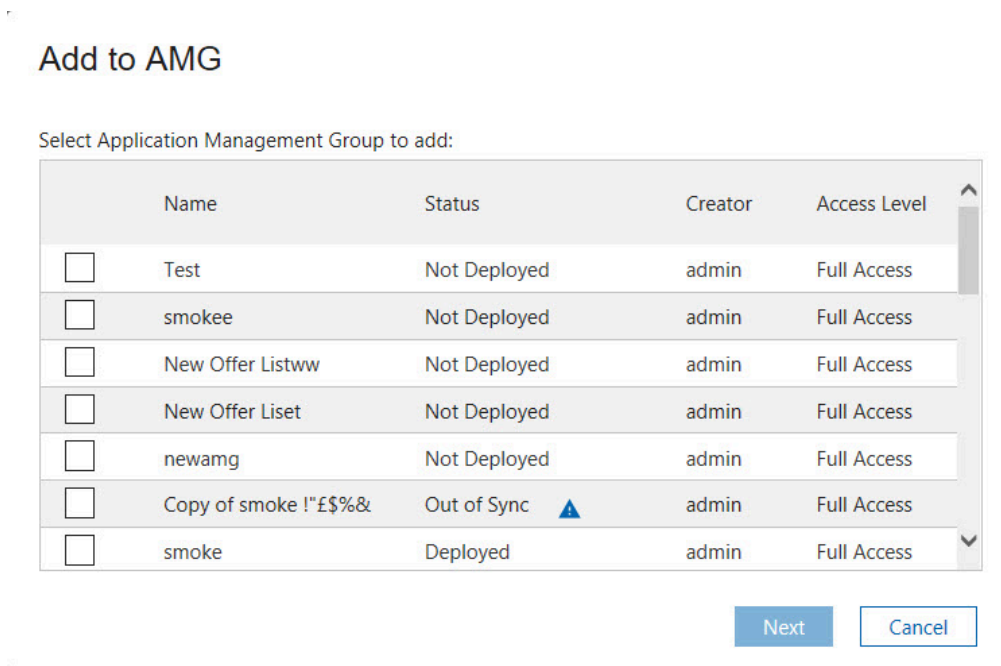 Add to AMG
Select Application Management Group to add:
Name Status Creator Access Level
Test Not Deployed admin Full Access
smokee Not Deployed admin Full Access
New Offer Listww Not Deployed admin Full Access
New Offer Liset Not Deployed admin Full Access
newamg Not Deployed admin Full Access
Copy of smoke !"£$%& Out of Sync admin Full Access
smoke Deployed admin Full Access
Next Cancel